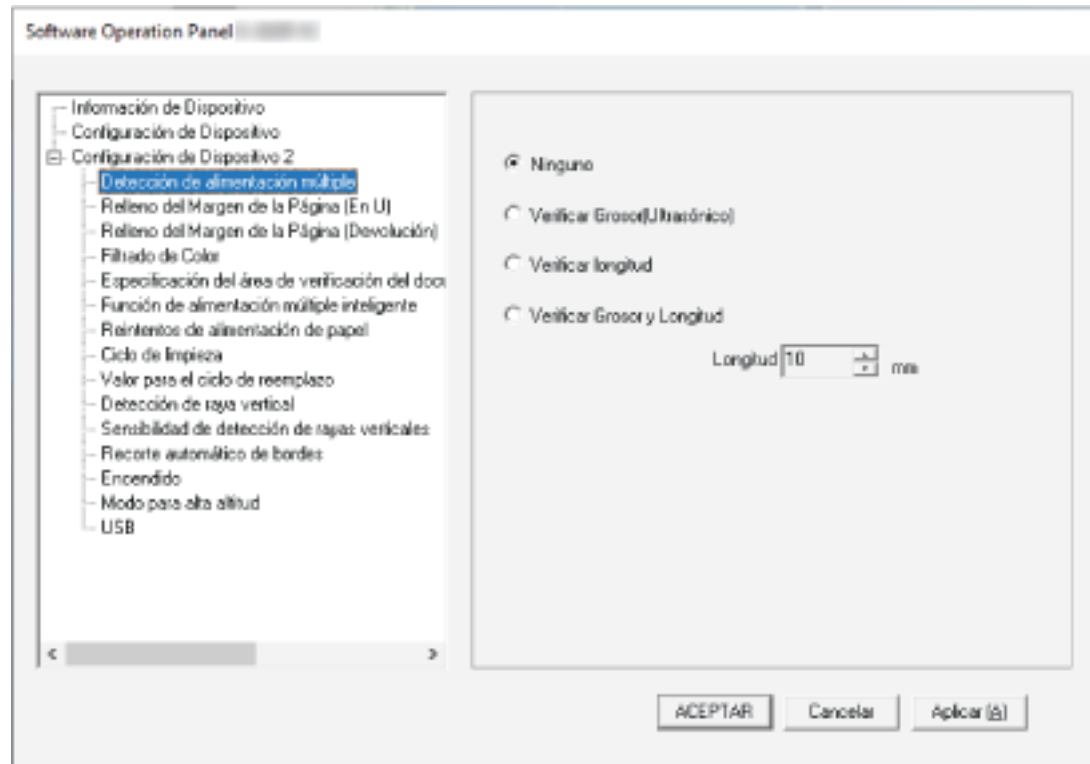 Software Operation Panel
Información de Dispositivo
Configuración de Dispositivo
Configuración de Dispositivo 2
Detección de alimentación múltiple
Relleno del Margen de la Página (En U)
Relleno del Margen de la Página (Devolución)
Filtrado de Color
Especificación del área de verificación del docu
Función de alimentación múltiple inteligente
Reintentos de alimentación de papel
Ciclo de limpieza
Valor para el ciclo de reemplazo
Detección de raya vertical
Sensibilidad de detección de rayas verticales
Recorte automático de bordes
Encendido
Modo para alta altitud
USB
Ninguno
Verificar Grosor(Ultrasónico)
Verificar longitud
Verificar Grosor y Longitud
Longitud 10 mm
ACEPTAR Cancelar Aplicar (A)